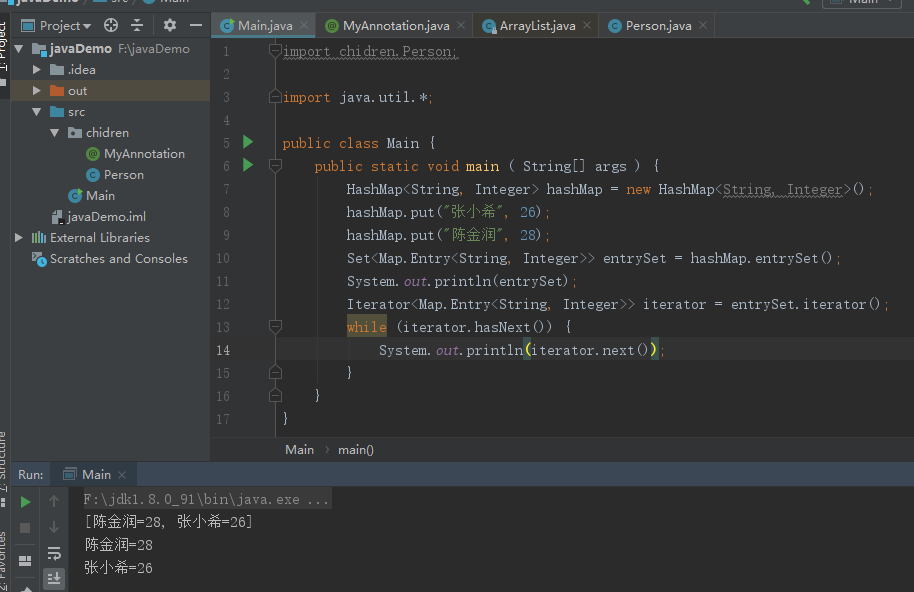 Project
Main.java
MyAnnotation.java
ArrayList.java
Person.java
1: Project
javaDemo F:\javaDemo
.idea
out
src
chidren
MyAnnotation
Person
Main
javaDemo.iml
External Libraries
Scratches and Consoles
1 import chidren.Person;
2
3 import java.util.*;
4
5 public class Main {
6 public static void main ( String[] args ) {
7 HashMap<String, Integer> hashMap = new HashMap<String, Integer>();
8 hashMap.put("张小希", 26);
9 hashMap.put("陈金润", 28);
10 Set<Map.Entry<String, Integer>> entrySet = hashMap.entrySet();
11 System.out.println(entrySet);
12 Iterator<Map.Entry<String, Integer>> iterator = entrySet.iterator();
13 while (iterator.hasNext()) {
14 System.out.println(iterator.next());
15 }
16 }
17 }
Main
main()
Run:
Main
F:\jdk1.8.0_91\bin\java.exe ...
[陈金润=28, 张小希=26]
陈金润=28
张小希=26
2: Favorites